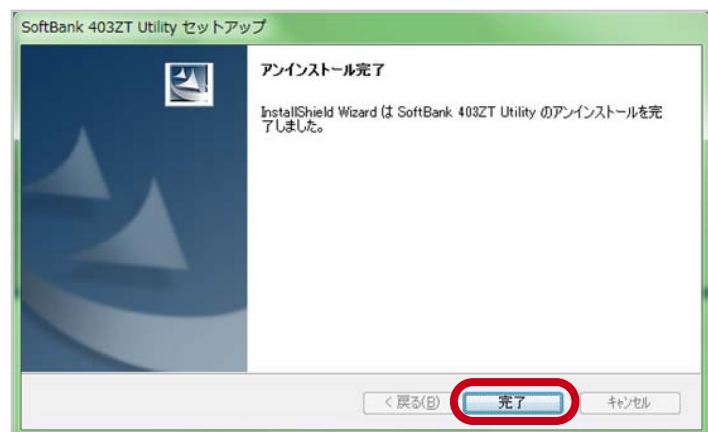 SoftBank 403ZT Utility セットアップ
アンインストール完了
InstallShield Wizard は SoftBank 403ZT Utility のアンインストールを完
了しました。
< 戻る(B)
完了
キャンセル